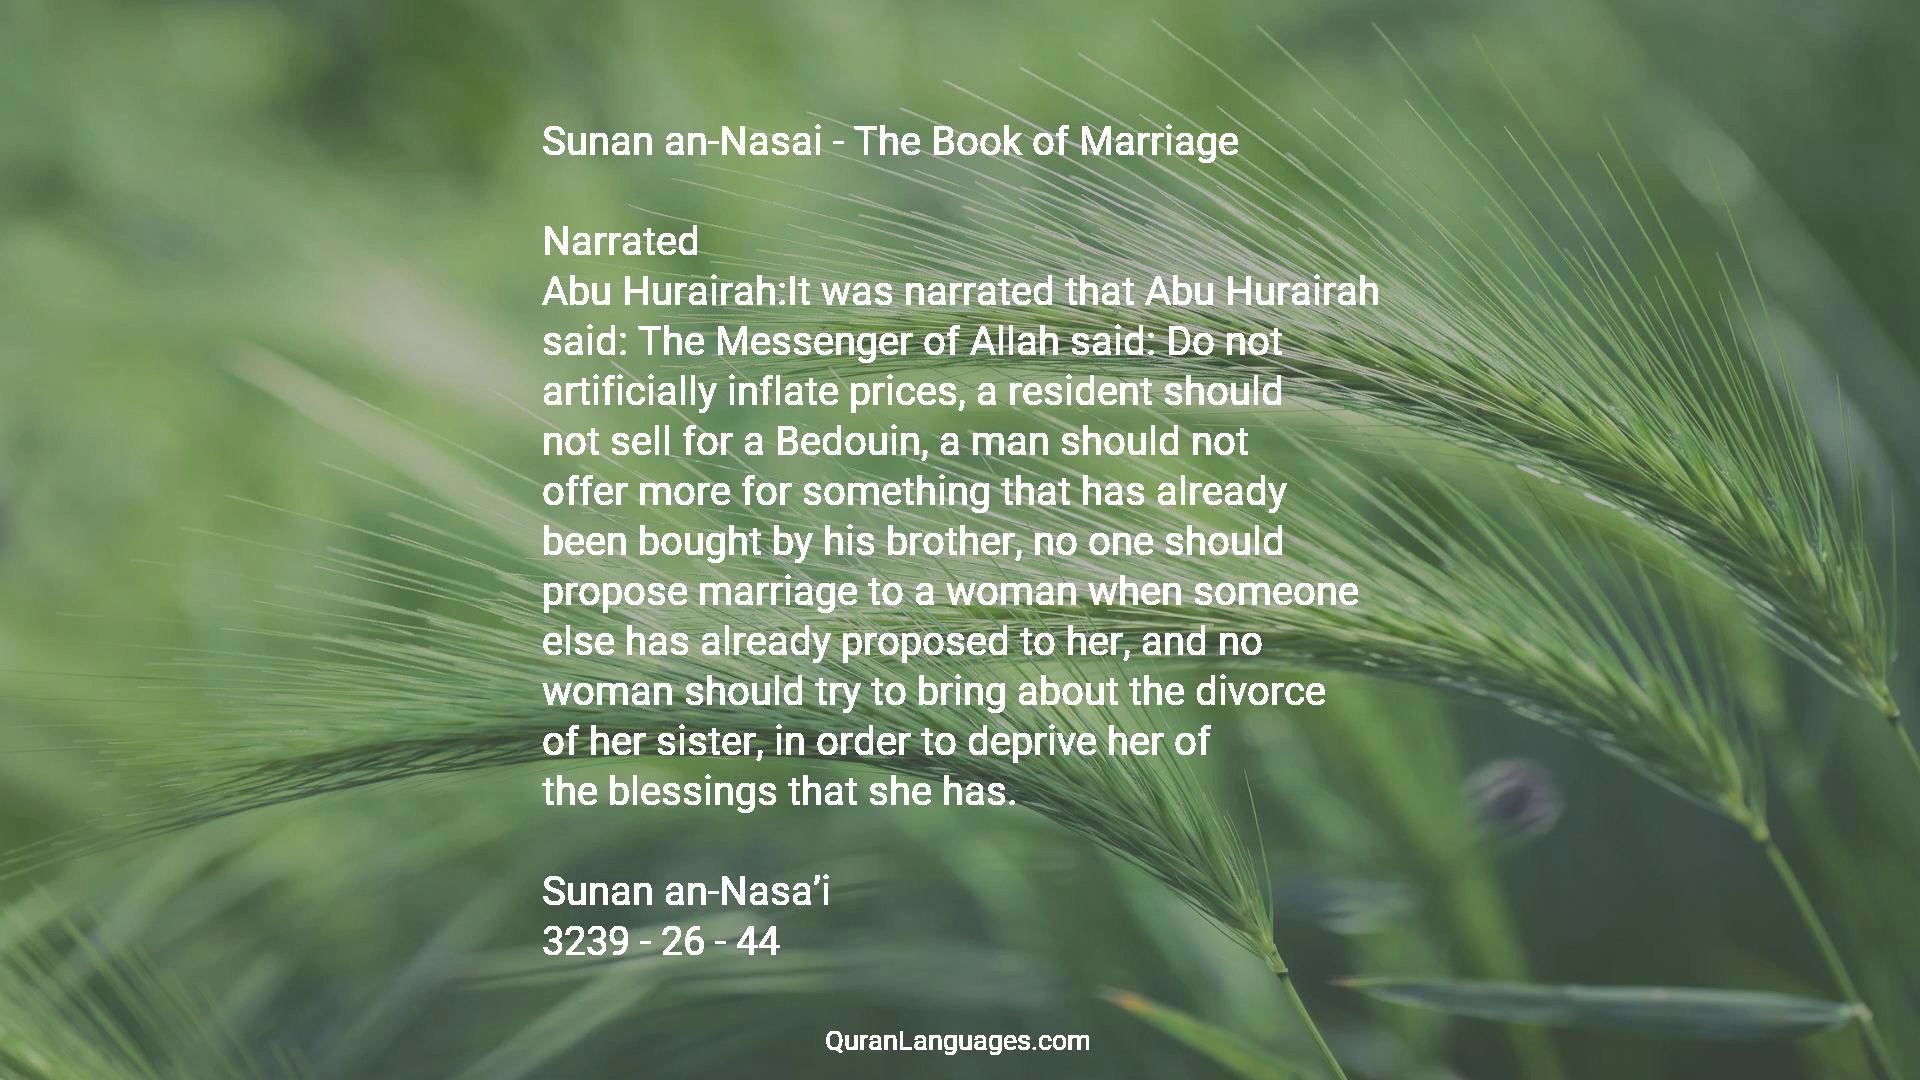 Sunan an-Nasai - The Book of Marriage
Narrated
Abu Hurairah:It was narrated that Abu Hurairah
said: The Messenger of Allah said: Do not
artificially inflate prices, a resident should
not sell for a Bedouin, a man should not
offer more for something that has already
been bought by his brother, no one should
propose marriage to a woman when someone
else has already proposed to her, and no
woman should try to bring about the divorce
of her sister, in order to deprive her of
the blessings that she has.
Sunan an-Nasa’i
3239 - 26 - 44
QuranLanguages.com